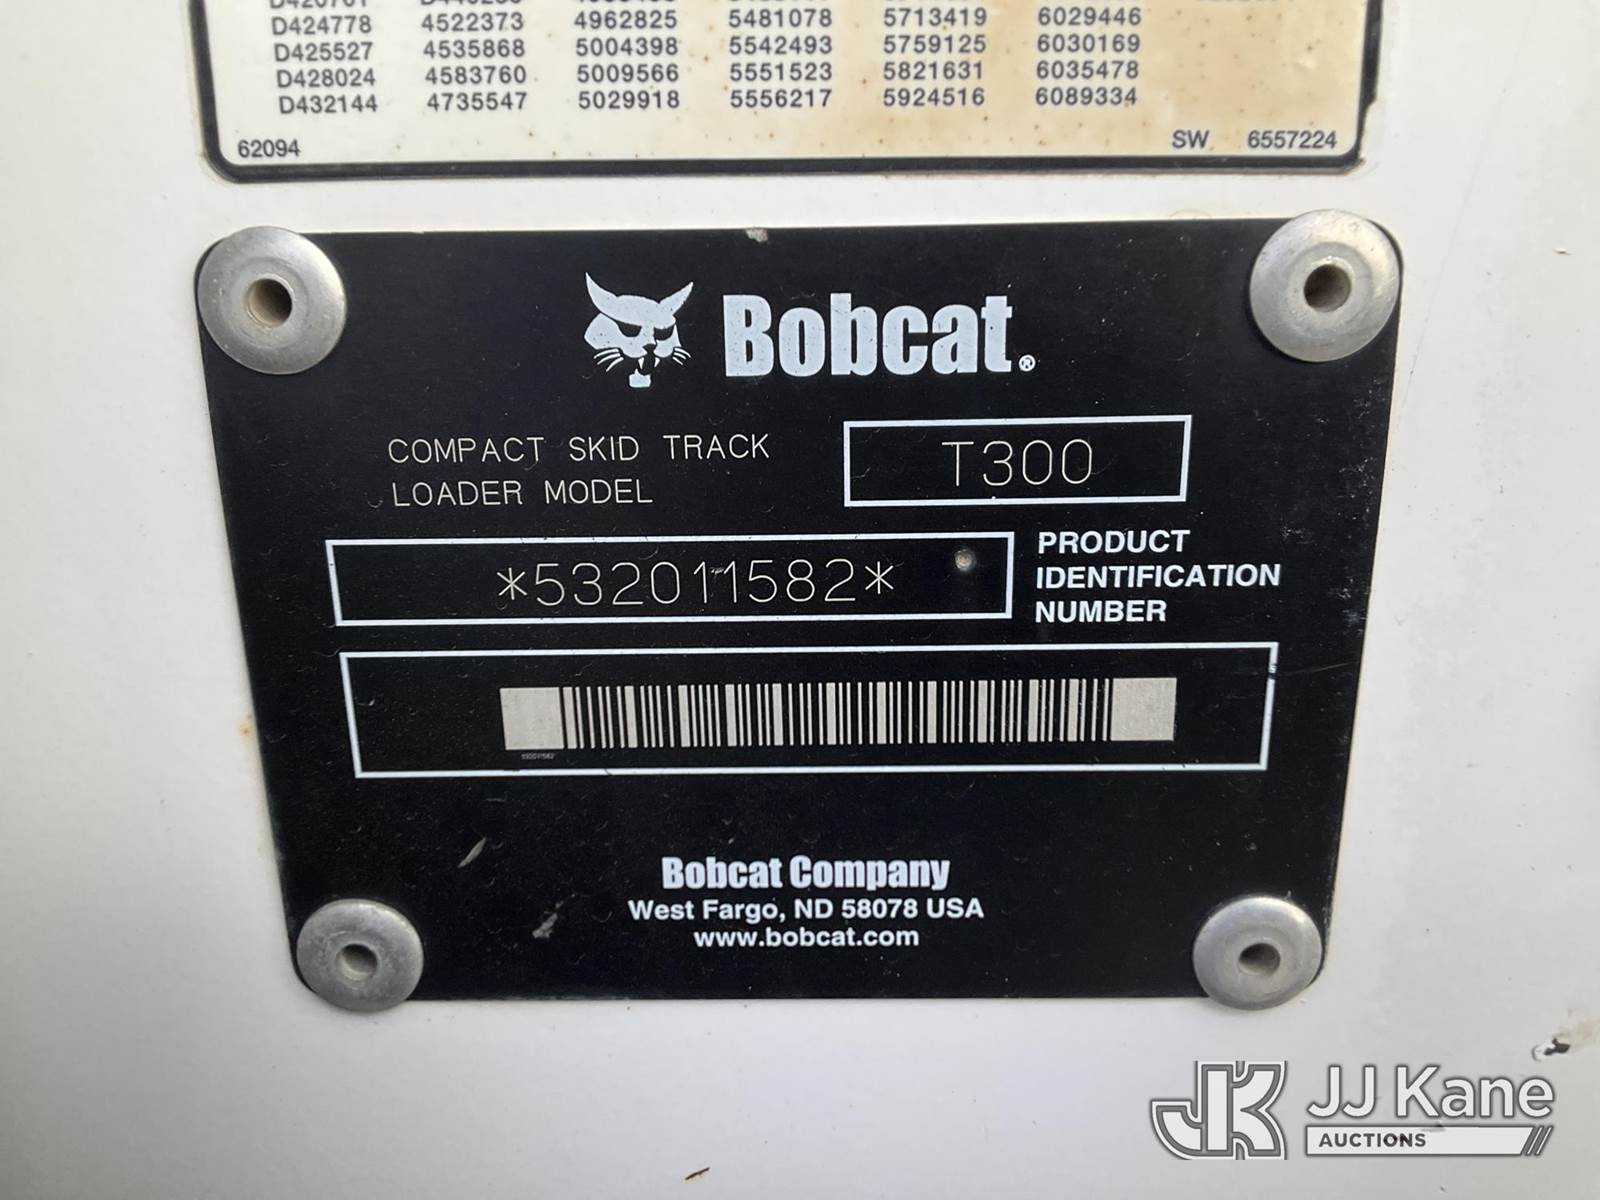 D424778 4522373 4962825 5481078 5713419 6029446
D425527 4535868 5004398 5542493 5759125 6030169
D428024 4583760 5009566 5551523 5821631 6035478
D432144 4735547 5029918 5556217 5924516 6089334
62094 SW 6557224
Bobcat®
COMPACT SKID TRACK
LOADER MODEL
T300
*532011582*
PRODUCT
IDENTIFICATION
NUMBER
532011582
Bobcat Company
West Fargo, ND 58078 USA
www.bobcat.com
JK JJ Kane
AUCTIONS